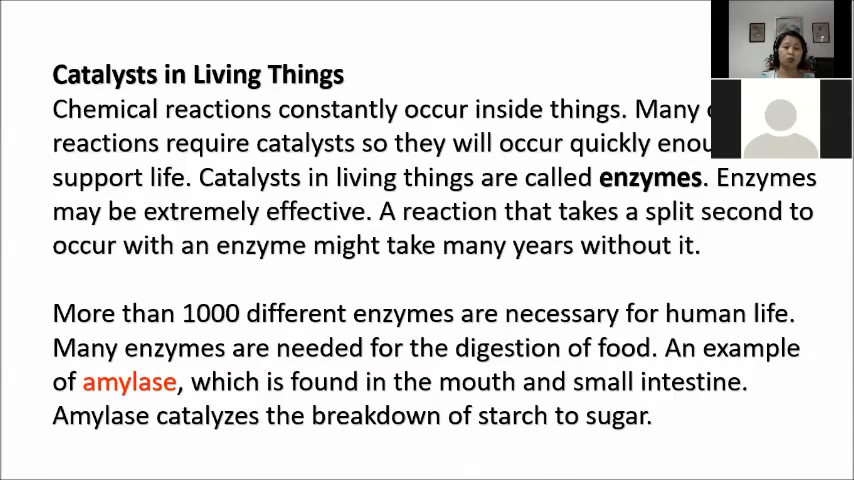 Catalysts in Living Things
Chemical reactions constantly occur inside things. Many
reactions require catalysts so they will occur quickly
support life. Catalysts in living things are called enzymes. Enzymes
may be extremely effective. A reaction that takes a split second to
occur with an enzyme might take many years without it.
More than 1000 different enzymes are necessary for human life.
Many enzymes are needed for the digestion of food. An example
of amylase, which is found in the mouth and small intestine.
Amylase catalyzes the breakdown of starch to sugar.